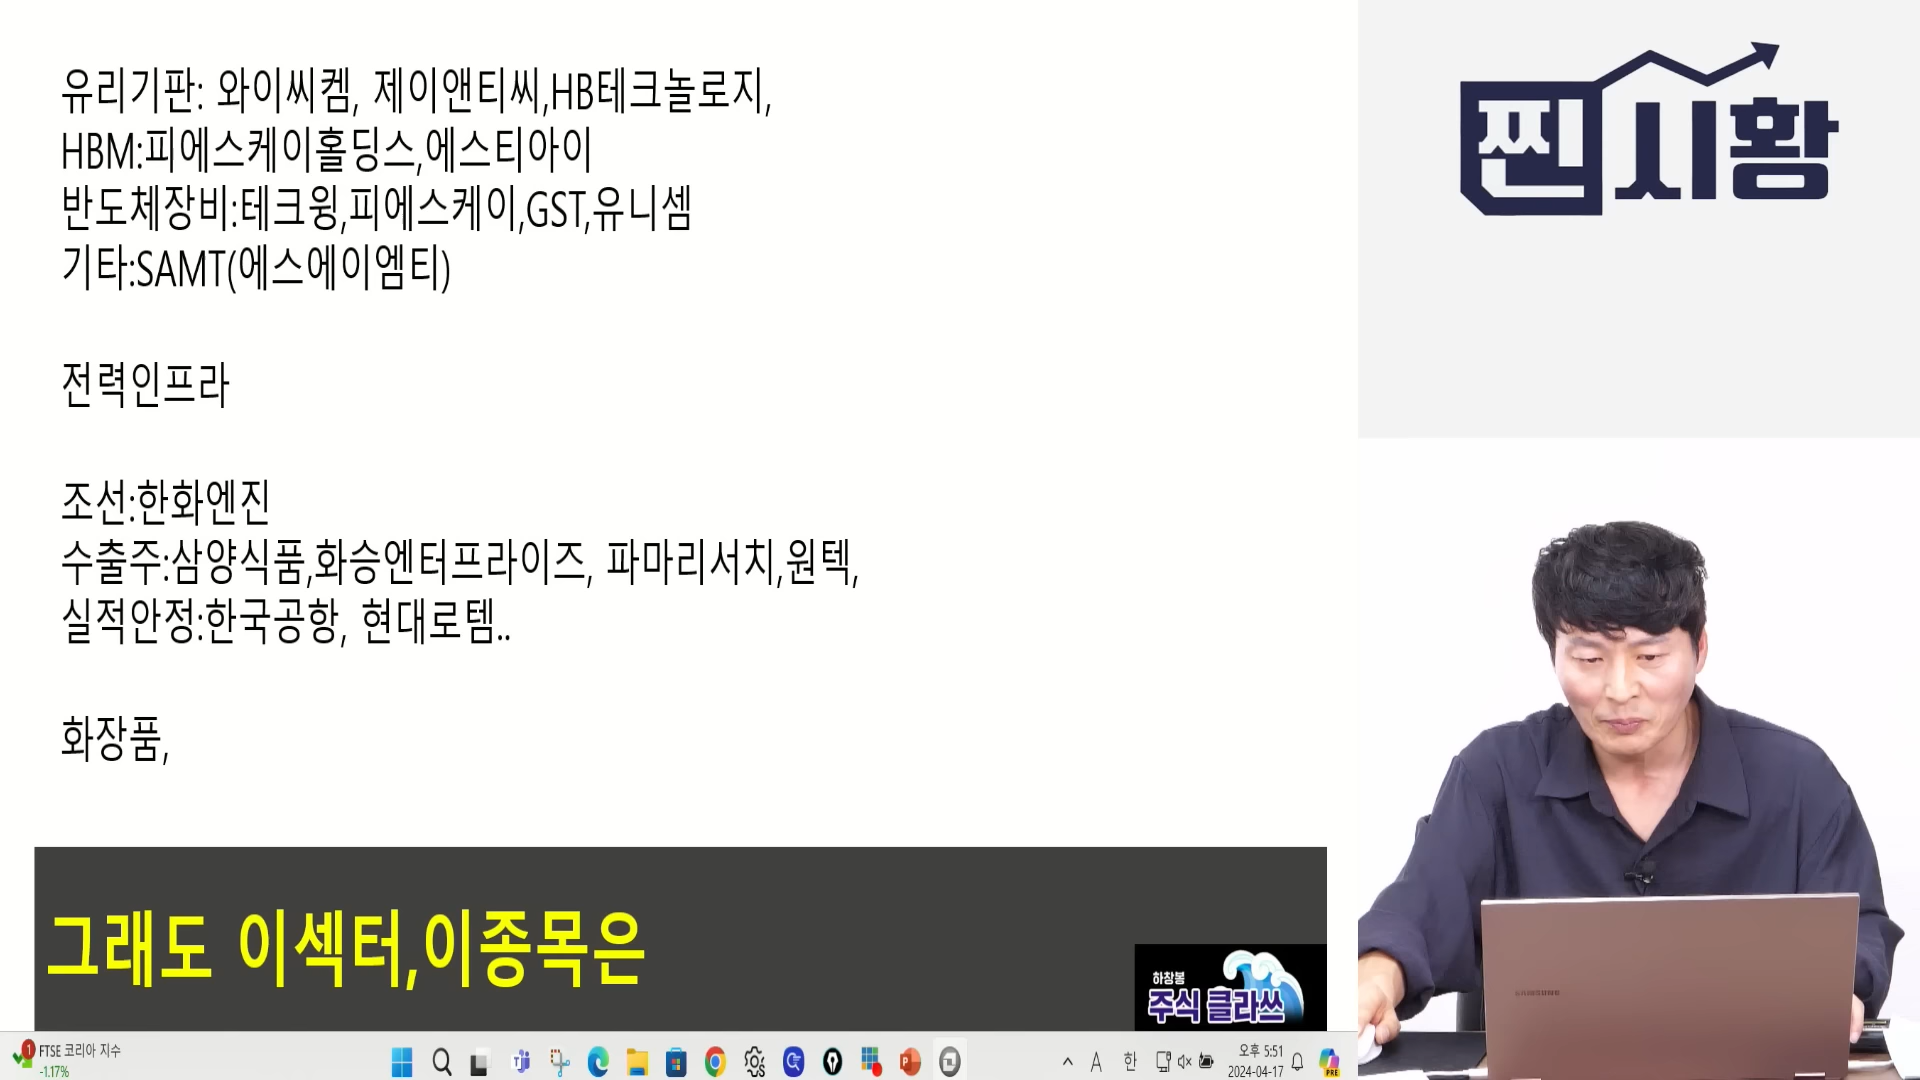 유리기판: 와이씨켐, 제이앤티씨,HB테크놀로지,
HBM:피에스케이홀딩스,에스티아이
반도체장비:테크윙,피에스케이,GST,유니셈
기타:SAMT(에스에이엠티)
전력인프라
조선:한화엔진
수출주:삼양식품,화승엔터프라이즈, 파마리서치,원텍,
실적안정:한국공항, 현대로템..
화장품,
그래도 이섹터,이종목은
하창봉
주식 클라쓰
찐시황
SAMSUNG
1
FTSE 코리아 지수
-1.17%
A 한
오후 5:51
2024-04-17
PRE